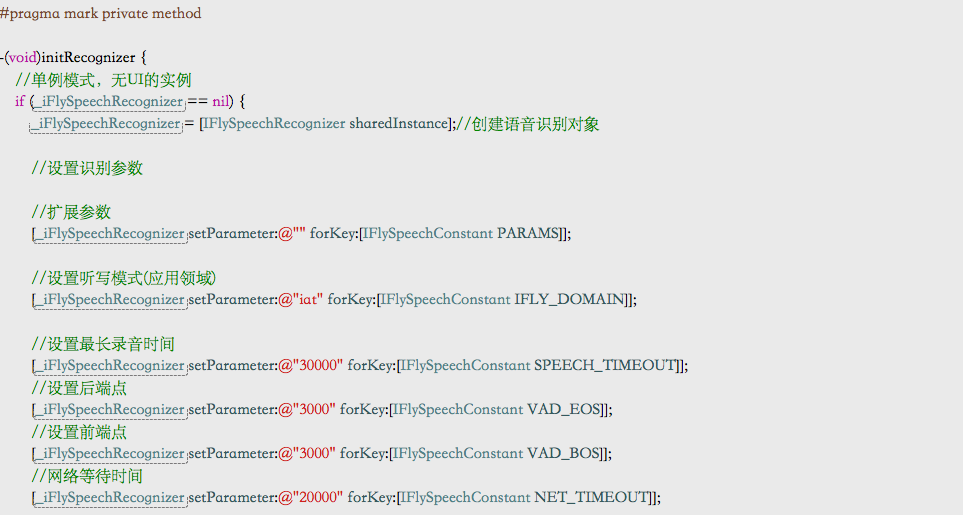 #pragma mark private method
-(void)initRecognizer {
//单例模式，无UI的实例
if (_iFlySpeechRecognizer == nil) {
_iFlySpeechRecognizer = [IFlySpeechRecognizer sharedInstance];//创建语音识别对象
//设置识别参数
//扩展参数
[_iFlySpeechRecognizer setParameter:@"" forKey:[IFlySpeechConstant PARAMS]];
//设置听写模式(应用领域)
[_iFlySpeechRecognizer setParameter:@"iat" forKey:[IFlySpeechConstant IFLY_DOMAIN]];
//设置最长录音时间
[_iFlySpeechRecognizer setParameter:@"30000" forKey:[IFlySpeechConstant SPEECH_TIMEOUT]];
//设置后端点
[_iFlySpeechRecognizer setParameter:@"3000" forKey:[IFlySpeechConstant VAD_EOS]];
//设置前端点
[_iFlySpeechRecognizer setParameter:@"3000" forKey:[IFlySpeechConstant VAD_BOS]];
//网络等待时间
[_iFlySpeechRecognizer setParameter:@"20000" forKey:[IFlySpeechConstant NET_TIMEOUT]];